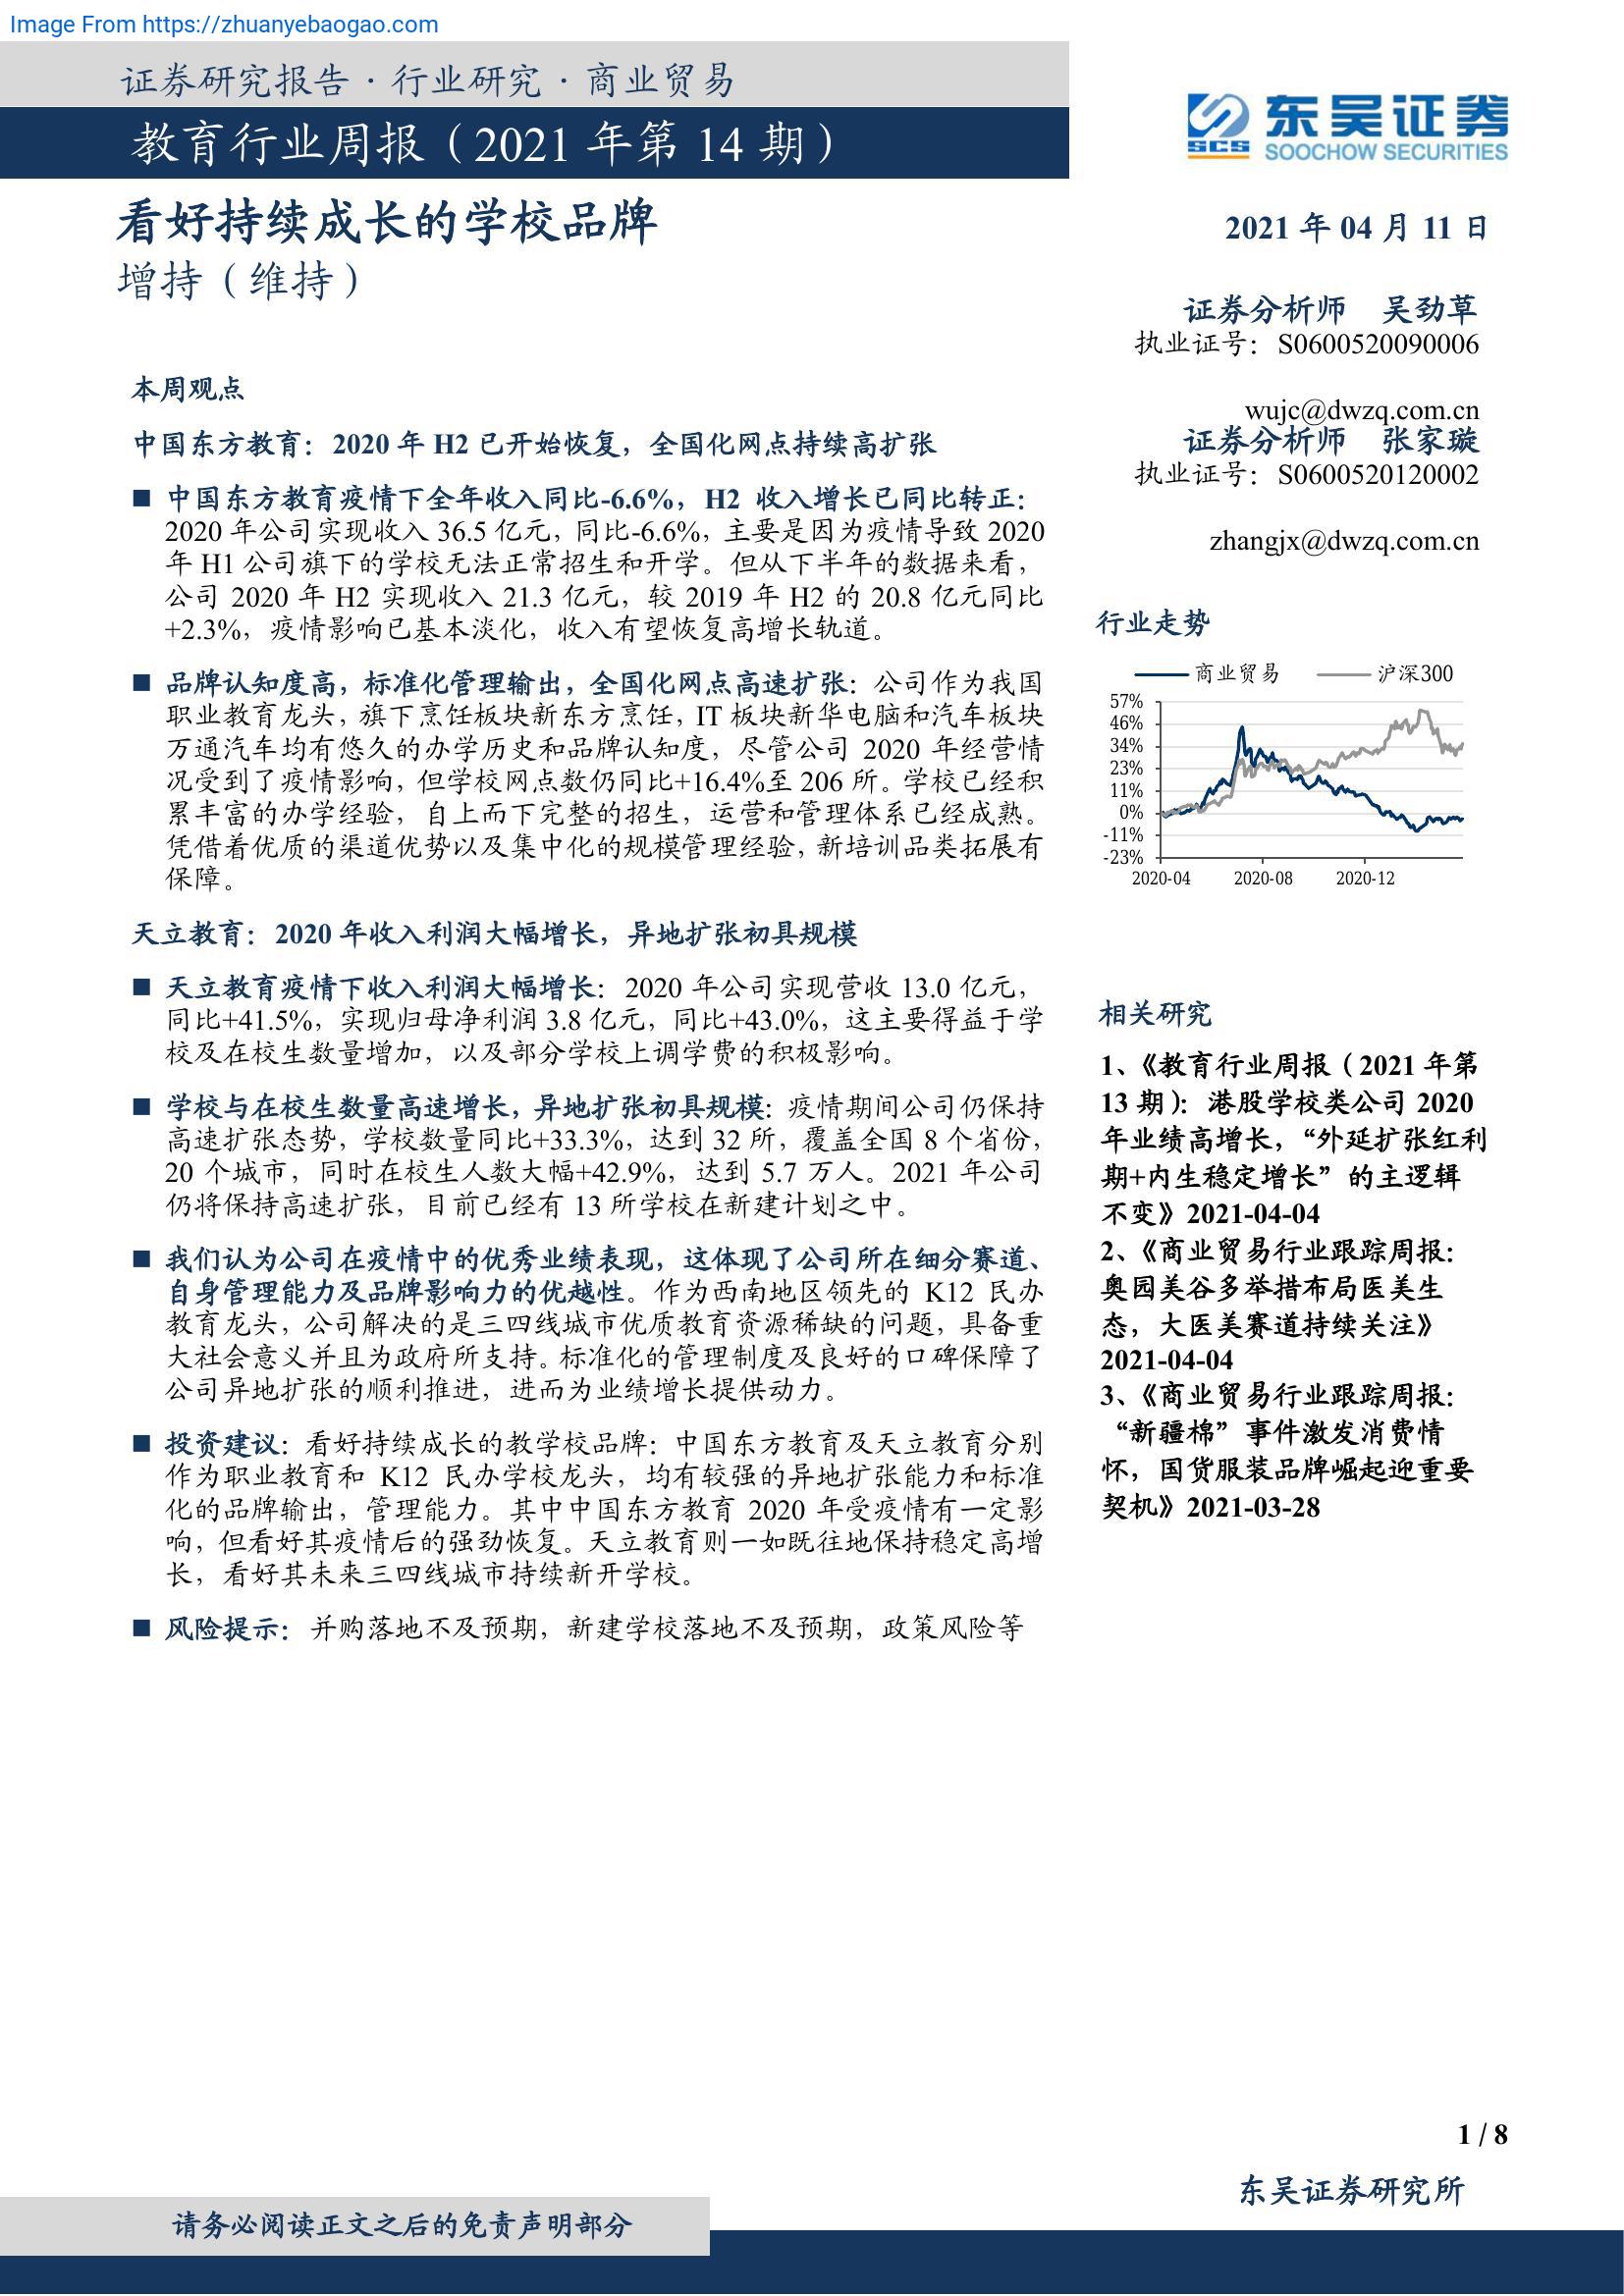 Image From https://zhuanyebaogao.com
证券研究报告 · 行业研究 · 商业贸易
教育行业周报（2021 年第 14 期）
东吴证券
SCS
SOOCHOW SECURITIES
看好持续成长的学校品牌
增持（维持）
本周观点
中国东方教育：2020 年 H2 已开始恢复，全国化网点持续高扩张
■ 中国东方教育疫情下全年收入同比-6.6%，H2 收入增长已同比转正：
2020 年公司实现收入 36.5 亿元，同比-6.6%，主要是因为疫情导致 2020
年 H1 公司旗下的学校无法正常招生和开学。但从下半年的数据来看，
公司 2020 年 H2 实现收入 21.3 亿元，较 2019 年 H2 的 20.8 亿元同比
+2.3%，疫情影响已基本淡化，收入有望恢复高增长轨道。
■ 品牌认知度高，标准化管理输出，全国化网点高速扩张：公司作为我国
职业教育龙头，旗下烹饪板块新东方烹饪，IT 板块新华电脑和汽车板块
万通汽车均有悠久的办学历史和品牌认知度，尽管公司 2020 年经营情
况受到了疫情影响，但学校网点数仍同比+16.4%至 206 所。学校已经积
累丰富的办学经验，自上而下完整的招生，运营和管理体系已经成熟。
凭借着优质的渠道优势以及集中化的规模管理经验，新培训品类拓展有
保障。
天立教育：2020 年收入利润大幅增长，异地扩张初具规模
■ 天立教育疫情下收入利润大幅增长：2020 年公司实现营收 13.0 亿元，
同比+41.5%，实现归母净利润 3.8 亿元，同比+43.0%，这主要得益于学
校及在校生数量增加，以及部分学校上调学费的积极影响。
■ 学校与在校生数量高速增长，异地扩张初具规模：疫情期间公司仍保持
高速扩张态势，学校数量同比+33.3%，达到 32 所，覆盖全国 8 个省份，
20 个城市，同时在校生人数大幅+42.9%，达到 5.7 万人。2021 年公司
仍将保持高速扩张，目前已经有 13 所学校在新建计划之中。
■ 我们认为公司在疫情中的优秀业绩表现，这体现了公司所在细分赛道、
自身管理能力及品牌影响力的优越性。作为西南地区领先的 K12 民办
教育龙头，公司解决的是三四线城市优质教育资源稀缺的问题，具备重
大社会意义并且为政府所支持。标准化的管理制度及良好的口碑保障了
公司异地扩张的顺利推进，进而为业绩增长提供动力。
■ 投资建议：看好持续成长的教学校品牌：中国东方教育及天立教育分别
作为职业教育和 K12 民办学校龙头，均有较强的异地扩张能力和标准
化的品牌输出，管理能力。其中中国东方教育 2020 年受疫情有一定影
响，但看好其疫情后的强劲恢复。天立教育则一如既往地保持稳定高增
长，看好其未来三四线城市持续新开学校。
■ 风险提示：并购落地不及预期，新建学校落地不及预期，政策风险等
2021 年 04 月 11 日
证券分析师 吴劲草
执业证号：S0600520090006
wujc@dwzq.com.cn
证券分析师 张家璇
执业证号：S0600520120002
zhangjx@dwzq.com.cn
行业走势
商业贸易 沪深300
57%
46%
34%
23%
11%
0%
-11%
-23%
2020-04 2020-08 2020-12
相关研究
1、《教育行业周报（2021 年第
13 期）：港股学校类公司 2020
年业绩高增长，“外延扩张红利
期+内生稳定增长”的主逻辑
不变》2021-04-04
2、《商业贸易行业跟踪周报：
奥园美谷多举措布局医美生
态，大医美赛道持续关注》
2021-04-04
3、《商业贸易行业跟踪周报：
“新疆棉”事件激发消费情
怀，国货服装品牌崛起迎重要
契机》2021-03-28
1 / 8
东吴证券研究所
请务必阅读正文之后的免责声明部分